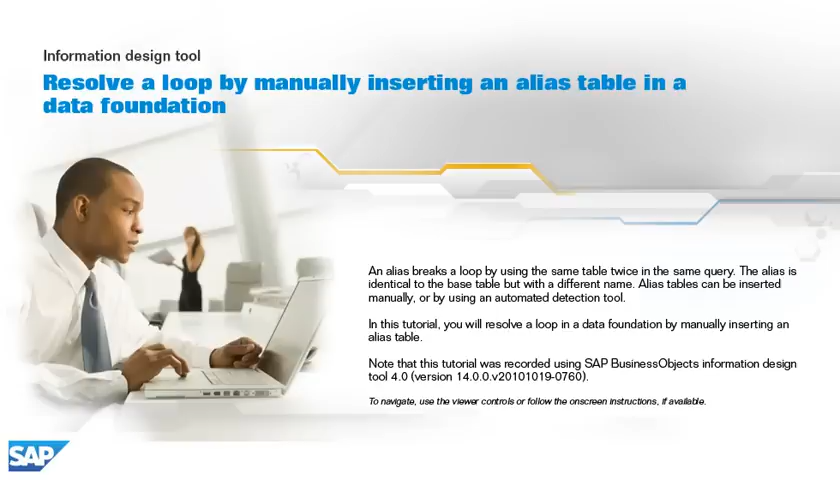 Information design tool
Resolve a loop by manually inserting an alias table in a
data foundation
An alias breaks a loop by using the same table twice in the same query. The alias is
identical to the base table but with a different name. Alias tables can be inserted
manually, or by using an automated detection tool.
In this tutorial, you will resolve a loop in a data foundation by manually inserting an
alias table.
Note that this tutorial was recorded using SAP BusinessObjects information design
tool 4.0 (version 14.0.0.v20101019-0760).
To navigate, use the viewer controls or follow the onscreen instructions, if available.
SAP